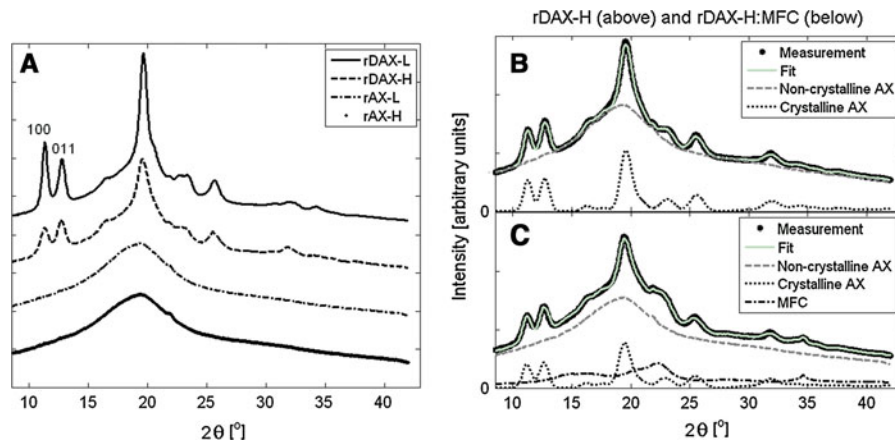 rDAX-H (above) and rDAX-H:MFC (below)
A
rDAX-L
rDAX-H
rAX-L
rAX-H
100
011
10
15
20
25
30
35
40
2θ [°]
B
Measurement
Fit
Non-crystalline AX
Crystalline AX
0
C
Measurement
Fit
Non-crystalline AX
Crystalline AX
MFC
0
Intensity [arbitrary units]
10
15
20
25
30
35
40
2θ [°]